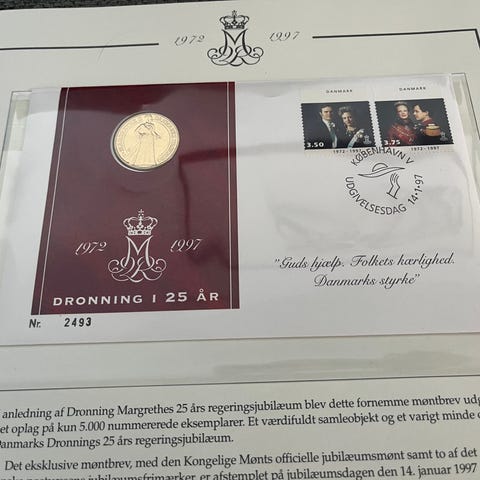 1972 1997
DANMARK DANMARK
3.50 3.75
1972-1997 1972-1997
KØBENHAVN V
UDGIVELSESDAG 14-1-97
1972 1997
DRONNING I 25 ÅR
Nr. 2493
"Guds hjælp. Folkets kærlighed.
Danmarks styrke"
anledning af Dronning Margrethes 25 års regeringsjubilæum blev dette fornemme møntbrev udg
et oplag på kun 5.000 nummererede eksemplarer. Et værdifuldt samleobjekt og et varigt minde
Danmarks Dronnings 25 års regeringsjubilæum.
Det eksklusive møntbrev, med den Kongelige Mønts officielle jubilæumsmønt samt to af det
jubilæumsfrimærker, er afstemplet på jubilæumsdagen den 14. januar 1997